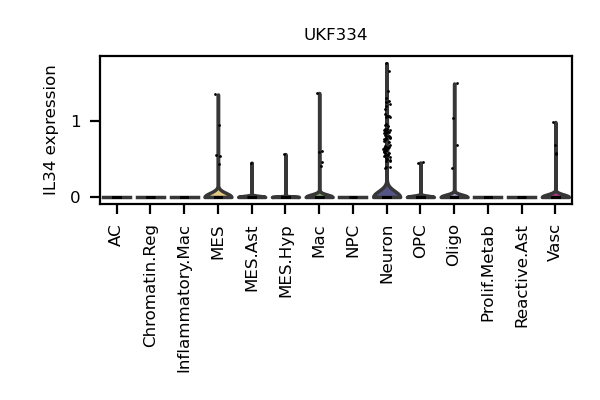 UKF334
IL34 expression
1
0
AC
Chromatin.Reg
Inflammatory.Mac
MES
MES.Ast
MES.Hyp
Mac
NPC
Neuron
OPC
Oligo
Prolif.Metab
Reactive.Ast
Vasc